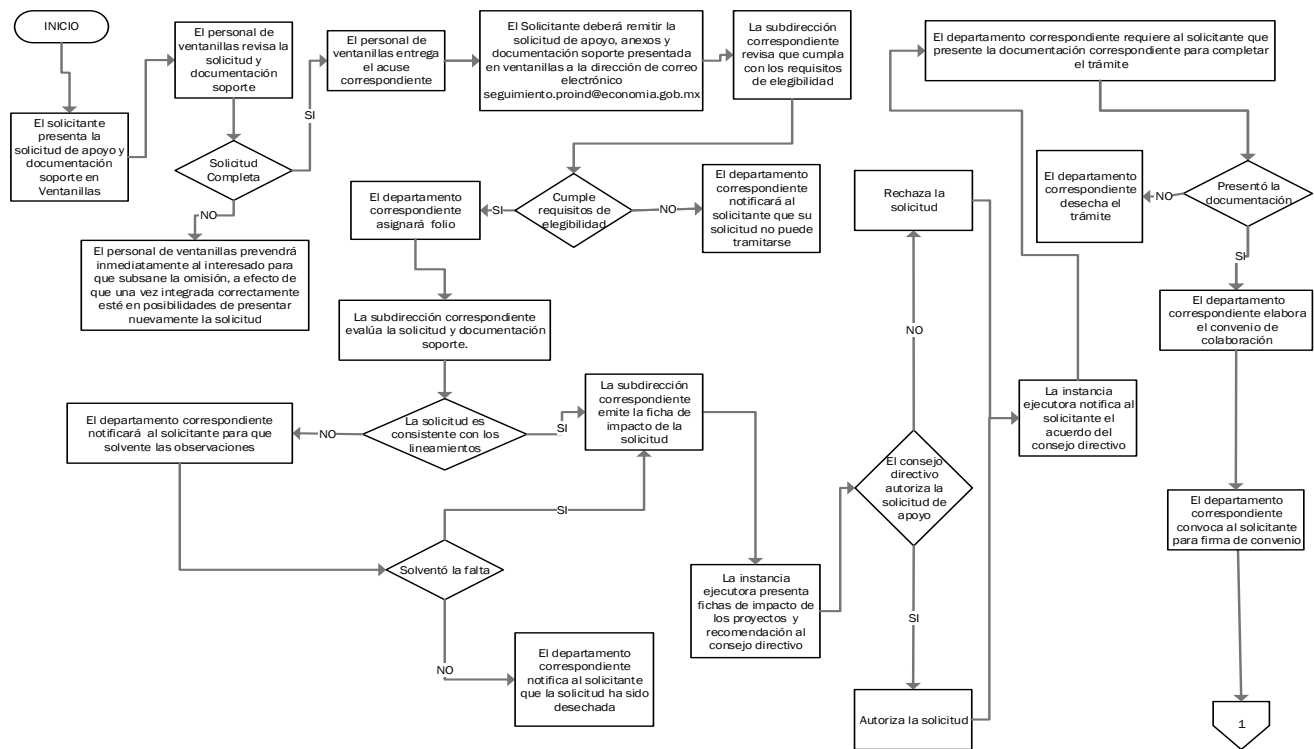 INICIO
El solicitante
presenta la
solicitud de apoyo y
documentación
soporte en
Ventanillas
El personal de
ventanillas revisa la
solicitud y
documentación
soporte
Solicitud
Completa
SI
NO
El personal de ventanillas prevendrá
inmediatamente al interesado para
que subsane la omisión, a efecto de
que una vez integrada correctamente
esté en posibilidades de presentar
nuevamente la solicitud
El personal de
ventanillas entrega
el acuse
correspondiente
El Solicitante deberá remitir la
solicitud de apoyo, anexos y
documentación soporte presentada
en ventanillas a la dirección de correo
electrónico
seguimiento.proind@economia.gob.mx
La subdirección
correspondiente
revisa que cumpla
con los requisitos
de elegibilidad
Cumple
requisitos de
elegibilidad
SI
NO
El departamento
correspondiente
notificará al
solicitante que su
solicitud no puede
tramitarse
El departamento
correspondiente
asignará folio
La subdirección correspondiente
evalúa la solicitud y documentación
soporte.
La solicitud es
consistente con los
lineamientos
NO
SI
El departamento correspondiente
notificará al solicitante para que
solvente las observaciones
La subdirección
correspondiente
emite la ficha de
impacto de la
solicitud
Solventó la falta
SI
NO
El departamento
correspondiente
notifica al solicitante
que la solicitud ha sido
desechada
La instancia
ejecutora presenta
fichas de impacto de
los proyectos y
recomendación al
consejo directivo
El consejo
directivo
autoriza la
solicitud de
apoyo
NO
SI
Rechaza la
solicitud
Autoriza la solicitud
La instancia
ejecutora notifica al
solicitante el
acuerdo del
consejo directivo
El departamento correspondiente requiere al solicitante que
presente la documentación correspondiente para completar
el trámite
Presentó la
documentación
NO
SI
El departamento
correspondiente
desecha el
trámite
El departamento
correspondiente elabora
el convenio de
colaboración
El departamento
correspondiente
convoca al solicitante
para firma de convenio
1